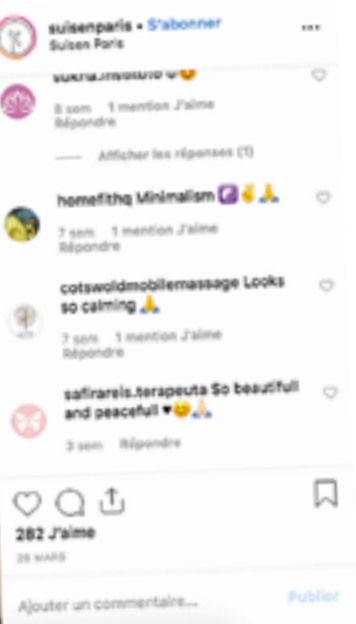 suisenparis • S'abonner
Suisen Paris
8 sem 1 mention J'aime
Répondre
Afficher les réponses (1)
homefithq Minimalism ☪️✌️🙏
7 sem 1 mention J'aime
Répondre
cotswoldmobilemassage Looks
so calming 🙏
7 sem 1 mention J'aime
Répondre
safirareis.terapeuta So beautifull
and peacefull ♥️😊🙏🏻
3 sem Répondre
282 J'aime
26 MARS
Ajouter un commentaire...
Publier